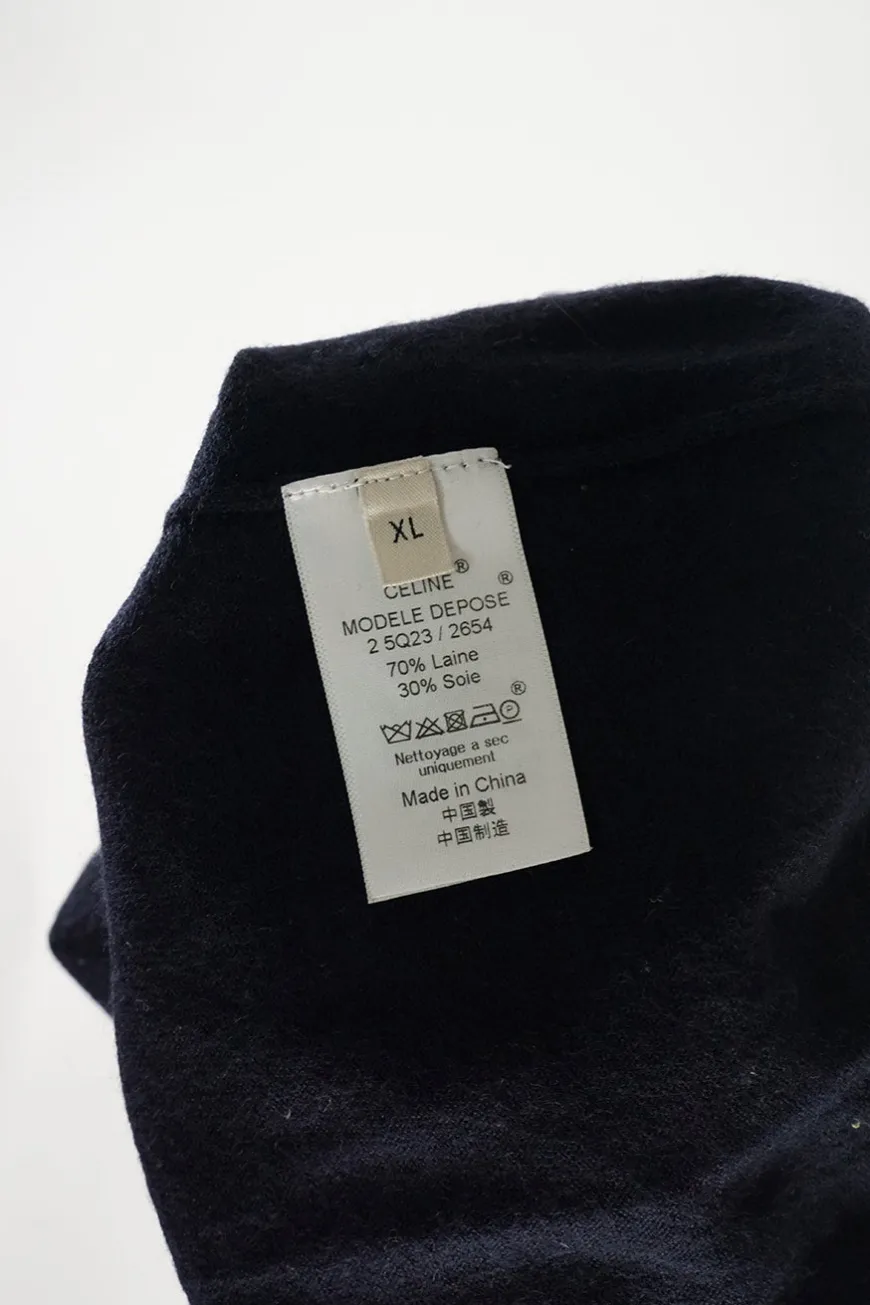 XL
CELINE®
MODELE DEPOSE®
2 5Q23 / 2654
70% Laine
30% Soie
®
P
Nettoyage a sec
uniquement
Made in China
中国製
中国制造